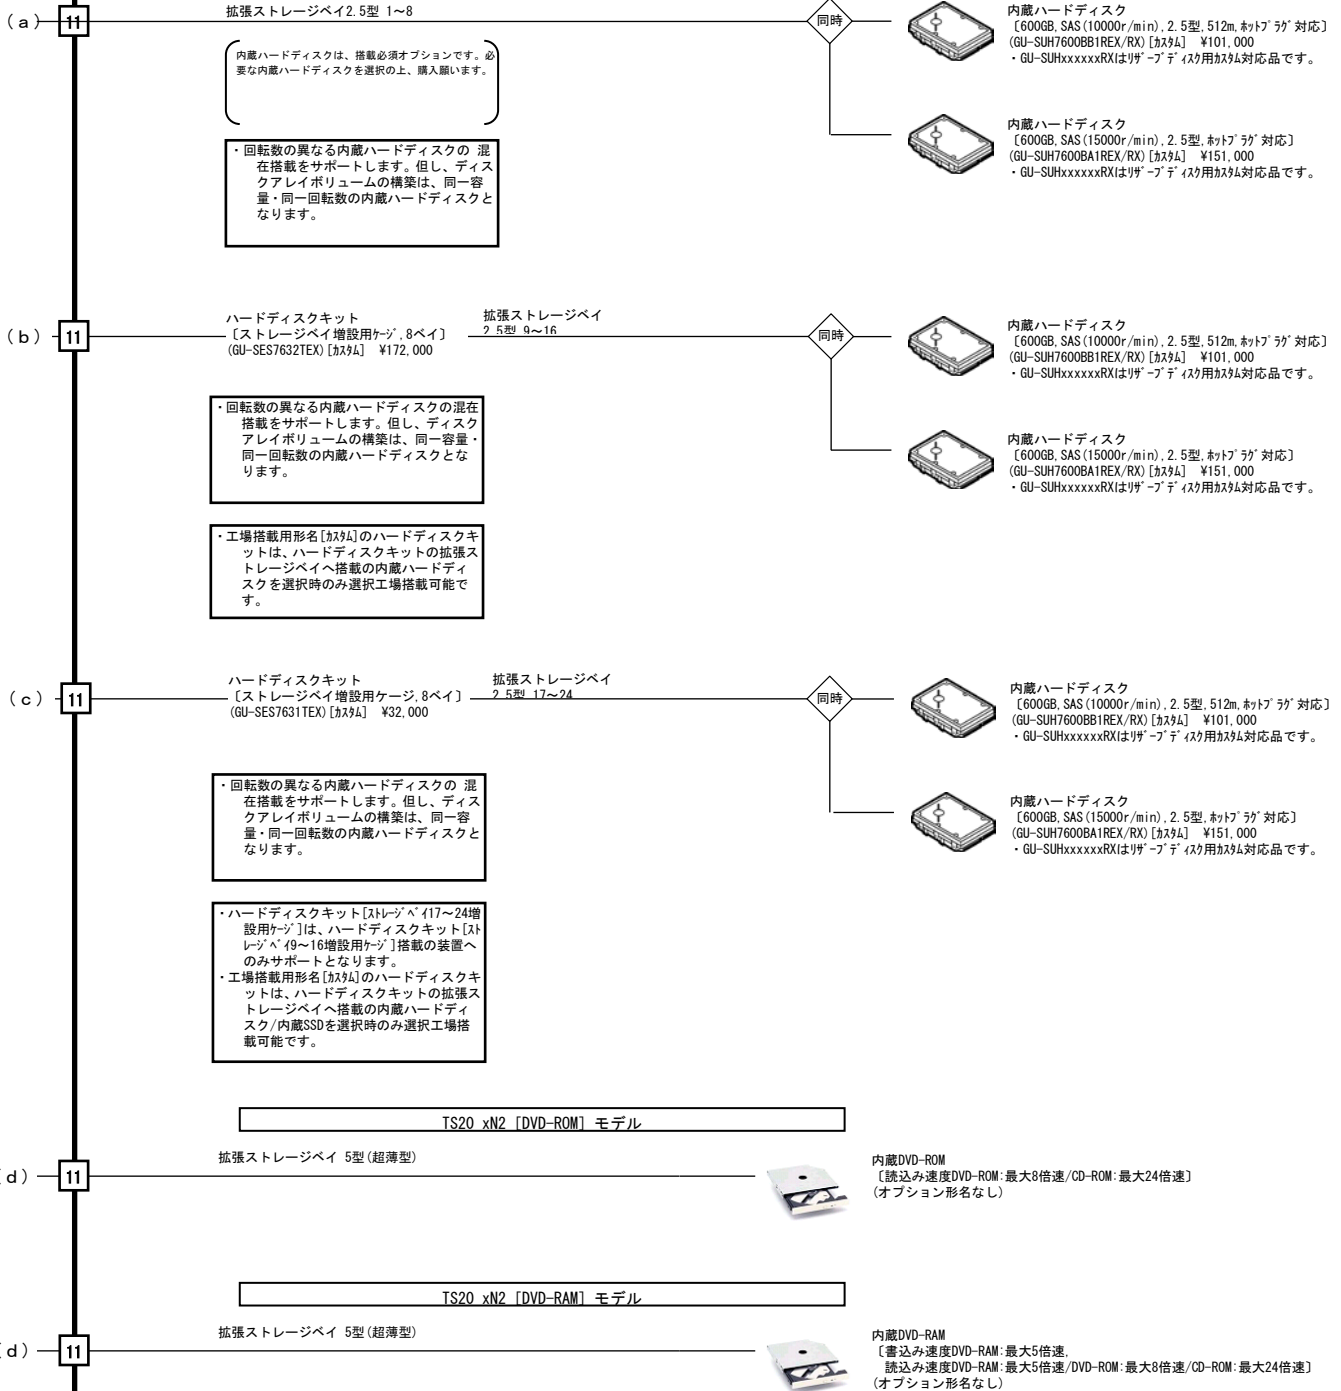 (a)
11
拡張ストレージベイ2.5型 1～8
内蔵ハードディスクは、搭載必須オプションです。必
要な内蔵ハードディスクを選択の上、購入願います。
・回転数の異なる内蔵ハードディスクの 混
在搭載をサポートします。但し、ディス
クアレイボリュームの構築は、同一容
量・同一回転数の内蔵ハードディスクと
なります。
同時
内蔵ハードディスク
〔600GB,SAS(10000r/min),2.5型,512m,ﾎｯﾄﾌﾟﾗｸﾞ対応〕
(GU-SUH7600BB1REX/RX)[ｶｽﾀﾑ] ¥101,000
・GU-SUHxxxxxxRXはﾘｻﾞｰﾌﾞﾃﾞｨｽｸ用ｶｽﾀﾑ対応品です。
内蔵ハードディスク
〔600GB,SAS(15000r/min),2.5型,ﾎｯﾄﾌﾟﾗｸﾞ対応〕
(GU-SUH7600BA1REX/RX)[ｶｽﾀﾑ] ¥151,000
・GU-SUHxxxxxxRXはﾘｻﾞｰﾌﾞﾃﾞｨｽｸ用ｶｽﾀﾑ対応品です。
(b)
11
ハードディスクキット
〔ストレージベイ増設用ｹｰｼﾞ,8ベイ〕
(GU-SES7632TEX)[ｶｽﾀﾑ] ¥172,000
拡張ストレージベイ
2.5型 9～16
・回転数の異なる内蔵ハードディスクの混在
搭載をサポートします。但し、ディスク
アレイボリュームの構築は、同一容量・
同一回転数の内蔵ハードディスクとな
ります。
・工場搭載用形名[ｶｽﾀﾑ]のハードディスクキ
ットは、ハードディスクキットの拡張ス
トレージベイへ搭載の内蔵ハードディ
スクを選択時のみ選択工場搭載可能で
す。
同時
内蔵ハードディスク
〔600GB,SAS(10000r/min),2.5型,512m,ﾎｯﾄﾌﾟﾗｸﾞ対応〕
(GU-SUH7600BB1REX/RX)[ｶｽﾀﾑ] ¥101,000
・GU-SUHxxxxxxRXはﾘｻﾞｰﾌﾞﾃﾞｨｽｸ用ｶｽﾀﾑ対応品です。
内蔵ハードディスク
〔600GB,SAS(15000r/min),2.5型,ﾎｯﾄﾌﾟﾗｸﾞ対応〕
(GU-SUH7600BA1REX/RX)[ｶｽﾀﾑ] ¥151,000
・GU-SUHxxxxxxRXはﾘｻﾞｰﾌﾞﾃﾞｨｽｸ用ｶｽﾀﾑ対応品です。
(c)
11
ハードディスクキット
〔ストレージベイ増設用ケージ,8ベイ〕
(GU-SES7631TEX)[ｶｽﾀﾑ] ¥32,000
拡張ストレージベイ
2.5型 17～24
・回転数の異なる内蔵ハードディスクの 混
在搭載をサポートします。但し、ディス
クアレイボリュームの構築は、同一容
量・同一回転数の内蔵ハードディスクと
なります。
・ハードディスクキット[ｽﾄﾚｰｼﾞﾍﾞｲ17～24増
設用ｹｰｼﾞ]は、ハードディスクキット[ｽﾄ
ﾚｰｼﾞﾍﾞｲ9～16増設用ｹｰｼﾞ]搭載の装置へ
のみサポートとなります。
・工場搭載用形名[ｶｽﾀﾑ]のハードディスクキ
ットは、ハードディスクキットの拡張ス
トレージベイへ搭載の内蔵ハードディ
スク/内蔵SSDを選択時のみ選択工場搭
載可能です。
同時
内蔵ハードディスク
〔600GB,SAS(10000r/min),2.5型,512m,ﾎｯﾄﾌﾟﾗｸﾞ対応〕
(GU-SUH7600BB1REX/RX)[ｶｽﾀﾑ] ¥101,000
・GU-SUHxxxxxxRXはﾘｻﾞｰﾌﾞﾃﾞｨｽｸ用ｶｽﾀﾑ対応品です。
内蔵ハードディスク
〔600GB,SAS(15000r/min),2.5型,ﾎｯﾄﾌﾟﾗｸﾞ対応〕
(GU-SUH7600BA1REX/RX)[ｶｽﾀﾑ] ¥151,000
・GU-SUHxxxxxxRXはﾘｻﾞｰﾌﾞﾃﾞｨｽｸ用ｶｽﾀﾑ対応品です。
TS20 xN2 [DVD-ROM] モデル
d)
11
拡張ストレージベイ 5型(超薄型)
内蔵DVD-ROM
〔読込み速度DVD-ROM:最大8倍速/CD-ROM:最大24倍速〕
(オプション形名なし)
TS20 xN2 [DVD-RAM] モデル
d)
11
拡張ストレージベイ 5型(超薄型)
内蔵DVD-RAM
〔書込み速度DVD-RAM:最大5倍速,
読込み速度DVD-RAM:最大5倍速/DVD-ROM:最大8倍速/CD-ROM:最大24倍速〕
(オプション形名なし)